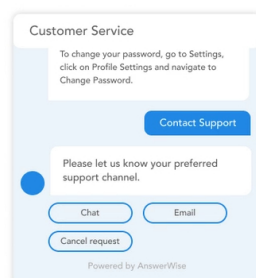 Customer Service
To change your password, go to Settings,
click on Profile Settings and navigate to
Change Password.
Contact Support
Please let us know your preferred
support channel.
Chat
Email
Cancel request
Powered by AnswerWise